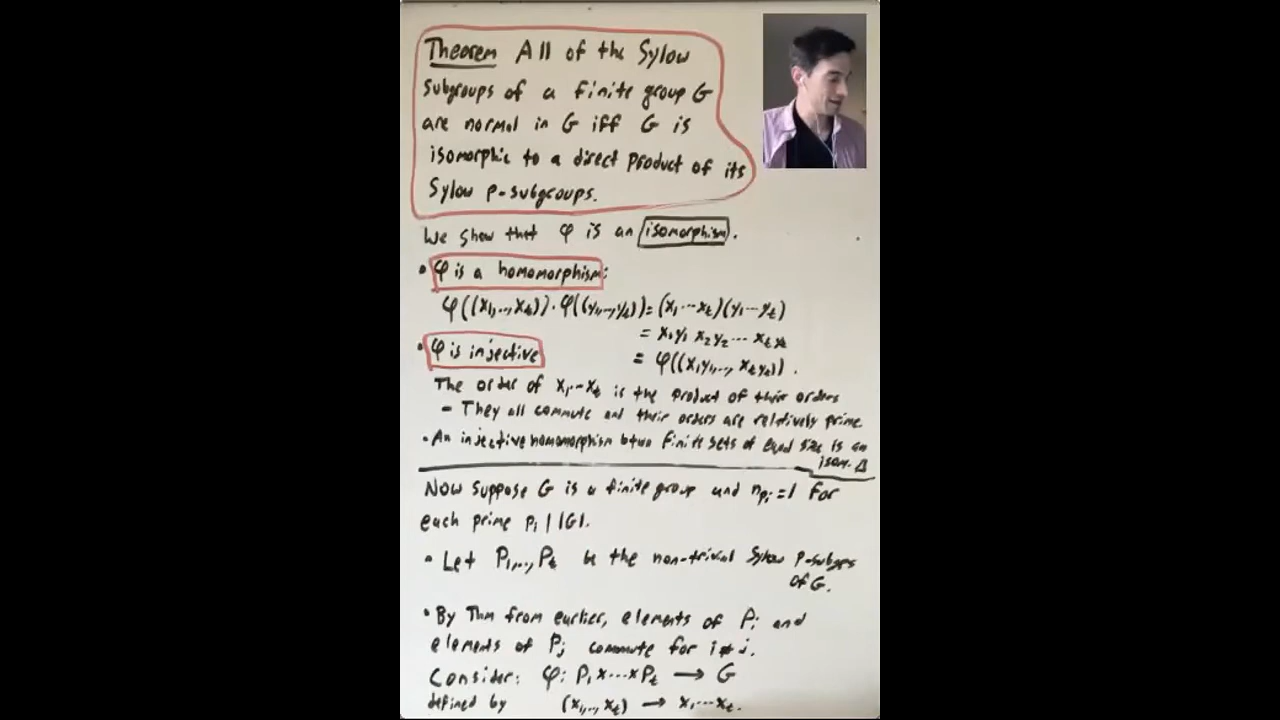 Theorem All of the Sylow
subgroups of a finite group G
are normal in G iff G is
isomorphic to a direct product of its
Sylow p-subgroups.
We show that φ is an isomorphism.
• φ is a homomorphism:
φ((x₁,..,xₜ))·φ((y₁,..,yₜ)) = (x₁···xₜ)(y₁···yₜ)
= x₁y₁ x₂y₂ ··· xₜyₜ
• φ is injective
= φ((x₁y₁,.., xₜyₜ)).
The order of x₁···xₜ is the product of their orders
- They all commute and their orders are relatively prime.
• An injective homomorphism btwn finite sets of equal size is an
isom. Δ
Now suppose G is a finite group and nₚᵢ = 1 for
each prime pᵢ | |G|.
• Let P₁,..,Pₜ be the non-trivial Sylow p-subgps
of G.
• By Thm from earlier, elements of Pᵢ and
elements of Pⱼ commute for i≠j.
Consider: φ: P₁×···×Pₜ → G
defined by (x₁,..,xₜ) → x₁···xₜ.